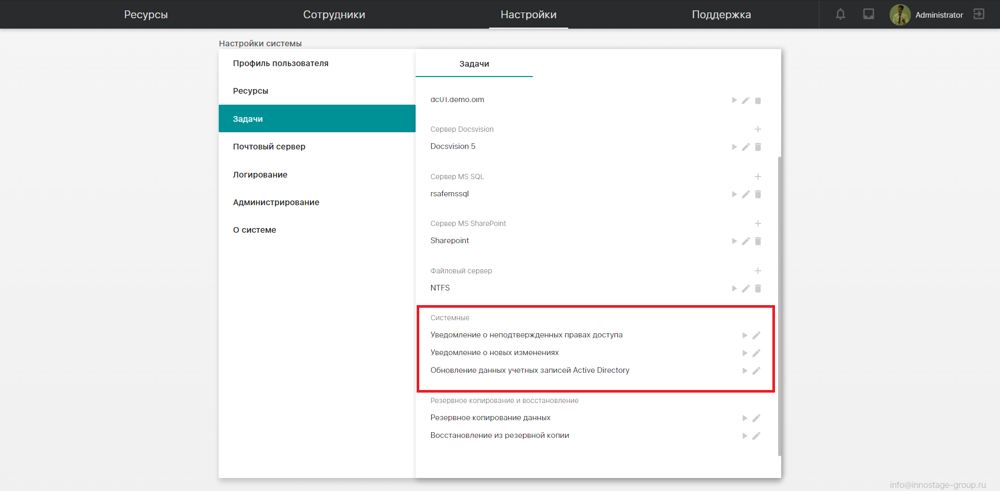 Ресурсы
Сотрудники
Настройки
Поддержка
Administrator
Настройки системы
Профиль пользователя
Ресурсы
Задачи
Почтовый сервер
Логирование
Администрирование
О системе
Задачи
dc01.demo.olm
Сервер Docsvision
Docsvision 5
Сервер MS SQL
rsafemssql
Сервер MS SharePoint
Sharepoint
Файловый сервер
NTFS
Системные
Уведомление о неподтвержденных правах доступа
Уведомление о новых изменениях
Обновление данных учетных записей Active Directory
Резервное копирование и восстановление
Резервное копирование данных
Восстановление из резервной копии
info@innostage-group.ru